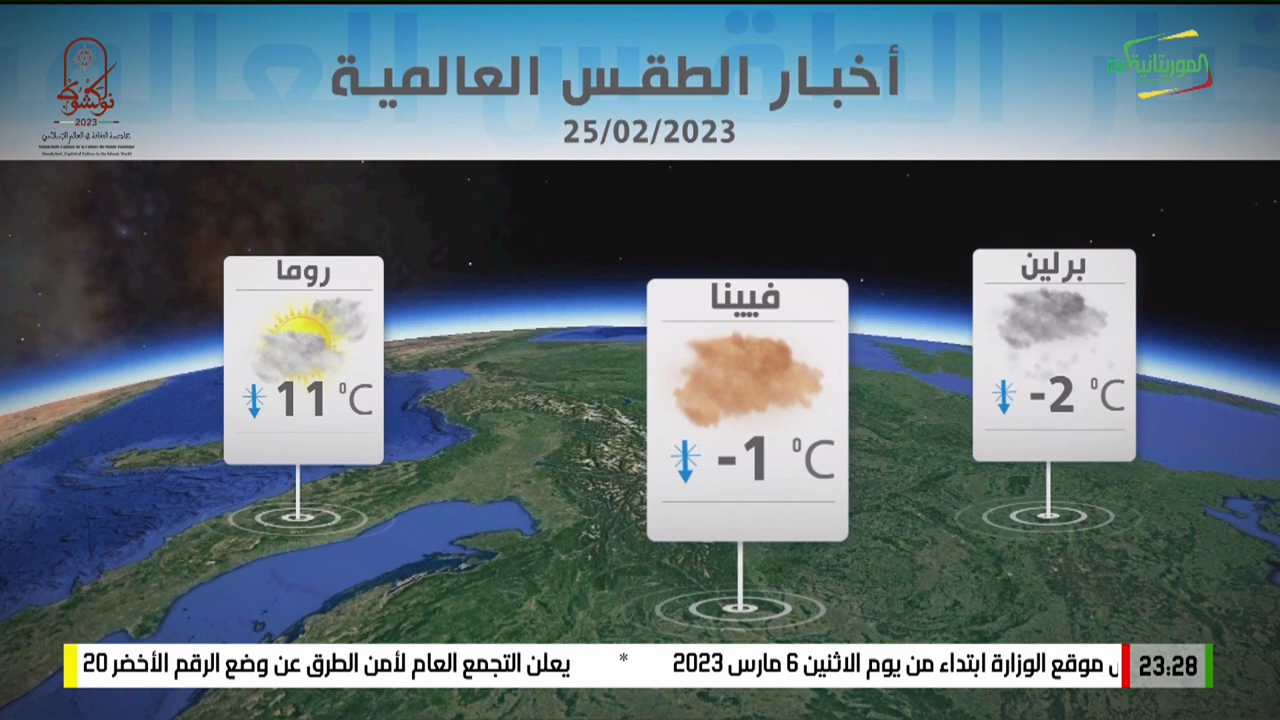 أخبار الطقس العالمية
25/02/2023
الموريتانية
نواكشوط
2023
روما
11 °C
فيينا
-1 °C
برلين
-2 °C
موقع الوزارة ابتداء من يوم الاثنين 6 مارس 2023 * يعلن التجمع العام لأمن الطرق عن وضع الرقم الأخضر 20
23:28